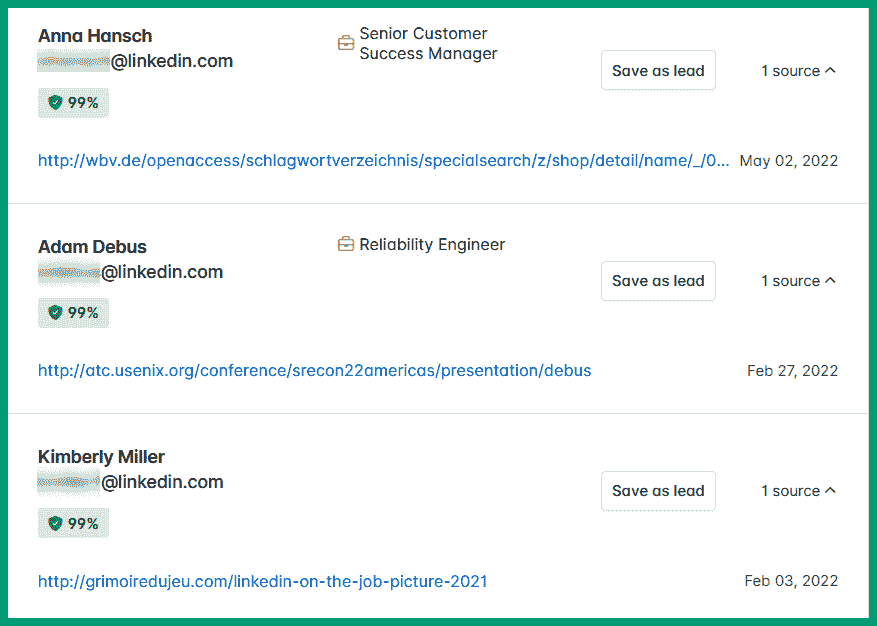 Anna Hansch
Senior Customer
Success Manager
@linkedin.com
Save as lead
1 source
99%
http://wbv.de/openaccess/schlagwortverzeichnis/specialsearch/z/shop/detail/name/_/0...
May 02, 2022
Adam Debus
Reliability Engineer
@linkedin.com
Save as lead
1 source
99%
http://atc.usenix.org/conference/srecon22americas/presentation/debus
Feb 27, 2022
Kimberly Miller
@linkedin.com
Save as lead
1 source
99%
http://grimoiredujeu.com/linkedin-on-the-job-picture-2021
Feb 03, 2022